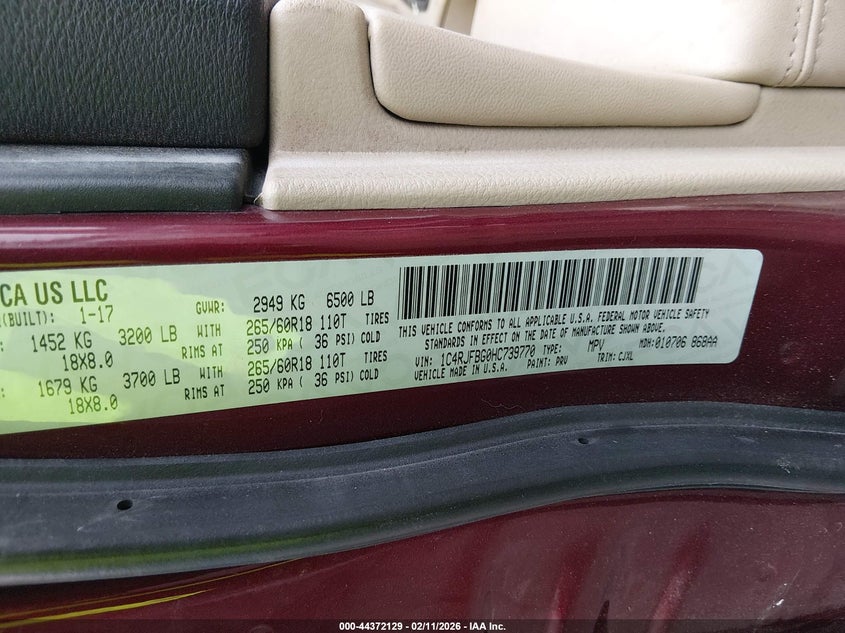 CA US LLC
(BUILT): 1-17 GVWR: 2949 KG 6500 LB
1452 KG 3200 LB WITH 265/60R18 110T TIRES
18X8.0 RIMS AT 250 KPA ( 36 PSI) COLD
1679 KG 3700 LB WITH 265/60R18 110T TIRES
18X8.0 RIMS AT 250 KPA ( 36 PSI) COLD
THIS VEHICLE CONFORMS TO ALL APPLICABLE U.S.A. FEDERAL MOTOR VEHICLE SAFETY
STANDARDS IN EFFECT ON THE DATE OF MANUFACTURE SHOWN ABOVE.
VIN: 1C4RJFBG0HC739770 TYPE: MPV MDH:010706 868AA
VEHICLE MADE IN U.S.A. PAINT: PRV TRIM: CJXL
000-44372129 - 02/11/2026 - © IAA Inc.